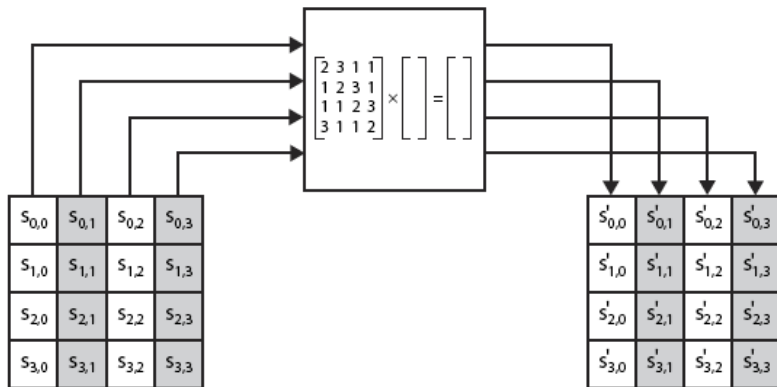 2 3 1 1
1 2 3 1
1 1 2 3
3 1 1 2
× =
s0,0 s0,1 s0,2 s0,3
s1,0 s1,1 s1,2 s1,3
s2,0 s2,1 s2,2 s2,3
s3,0 s3,1 s3,2 s3,3
s'0,0 s'0,1 s'0,2 s'0,3
s'1,0 s'1,1 s'1,2 s'1,3
s'2,0 s'2,1 s'2,2 s'2,3
s'3,0 s'3,1 s'3,2 s'3,3